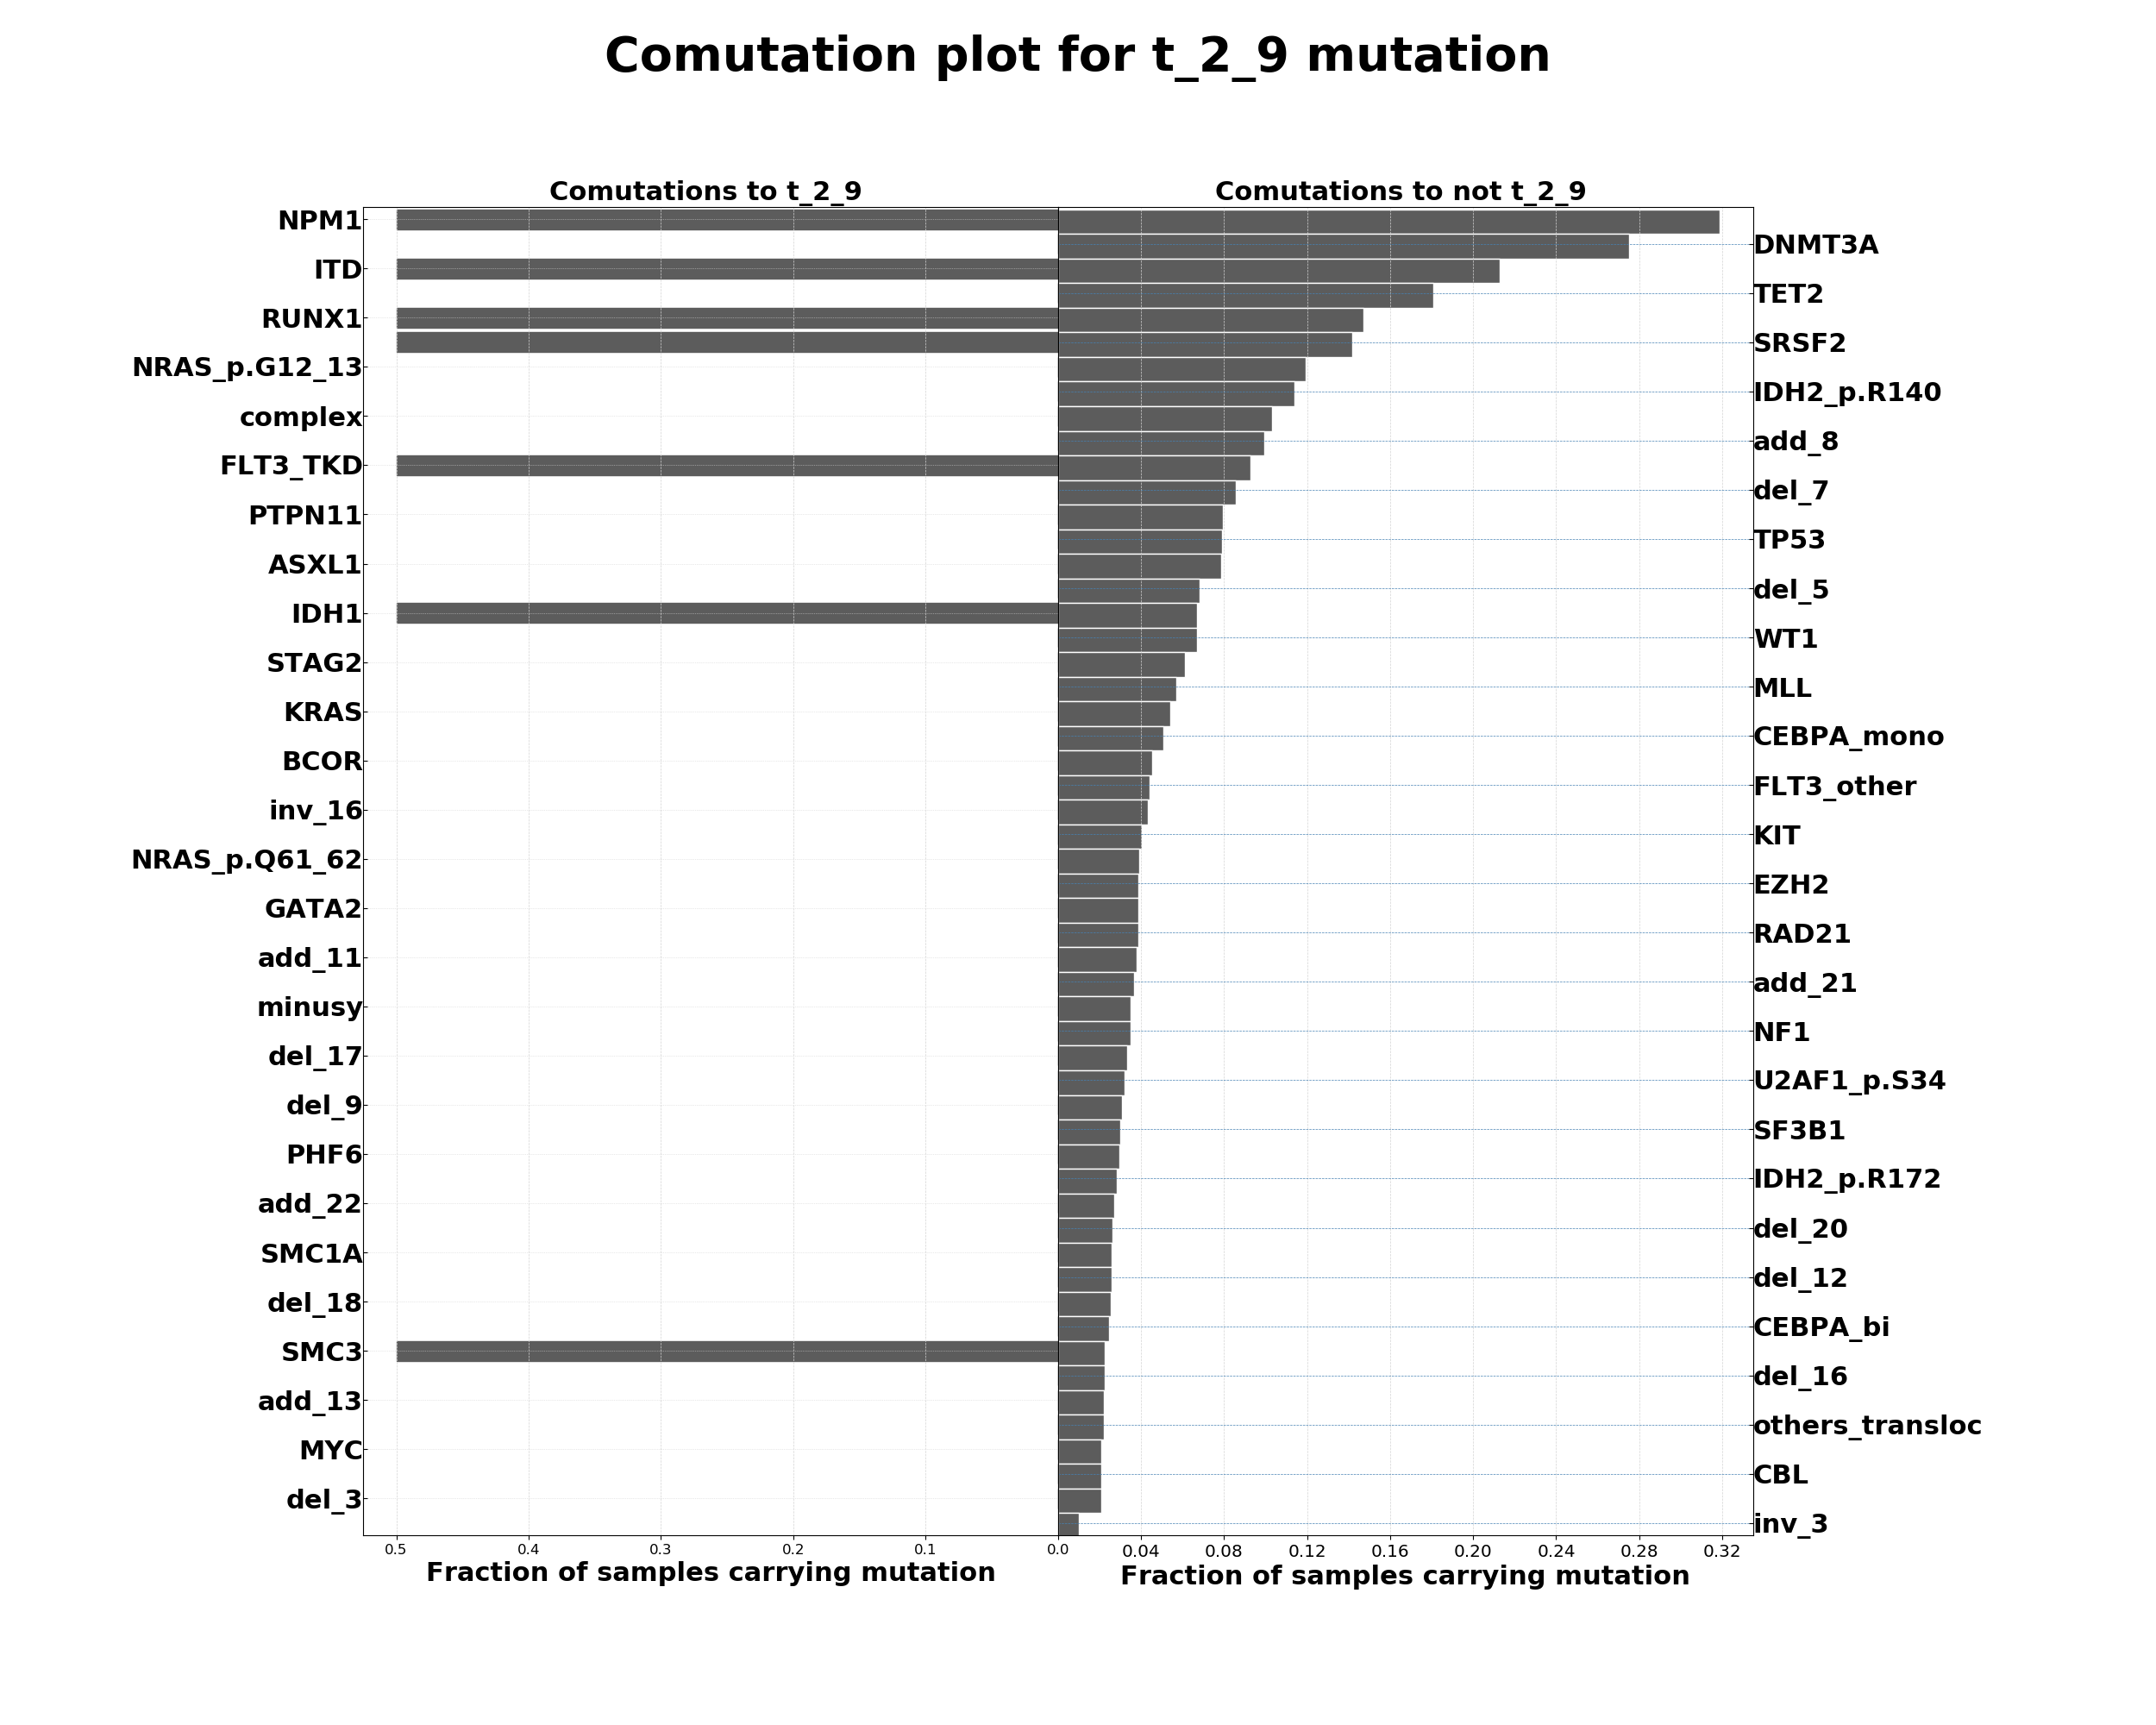 Comutation plot for t_2_9 mutation
Comutations to t_2_9
Comutations to not t_2_9
NPM1
DNMT3A
ITD
TET2
RUNX1
SRSF2
NRAS_p.G12_13
IDH2_p.R140
complex
add_8
FLT3_TKD
del_7
PTPN11
TP53
ASXL1
del_5
IDH1
WT1
STAG2
MLL
KRAS
CEBPA_mono
BCOR
FLT3_other
inv_16
KIT
NRAS_p.Q61_62
EZH2
GATA2
RAD21
add_11
add_21
minusy
NF1
del_17
U2AF1_p.S34
del_9
SF3B1
PHF6
IDH2_p.R172
add_22
del_20
SMC1A
del_12
del_18
CEBPA_bi
SMC3
del_16
add_13
others_transloc
MYC
CBL
del_3
inv_3
0.5 0.4 0.3 0.2 0.1 0.0 0.04 0.08 0.12 0.16 0.20 0.24 0.28 0.32
Fraction of samples carrying mutation
Fraction of samples carrying mutation